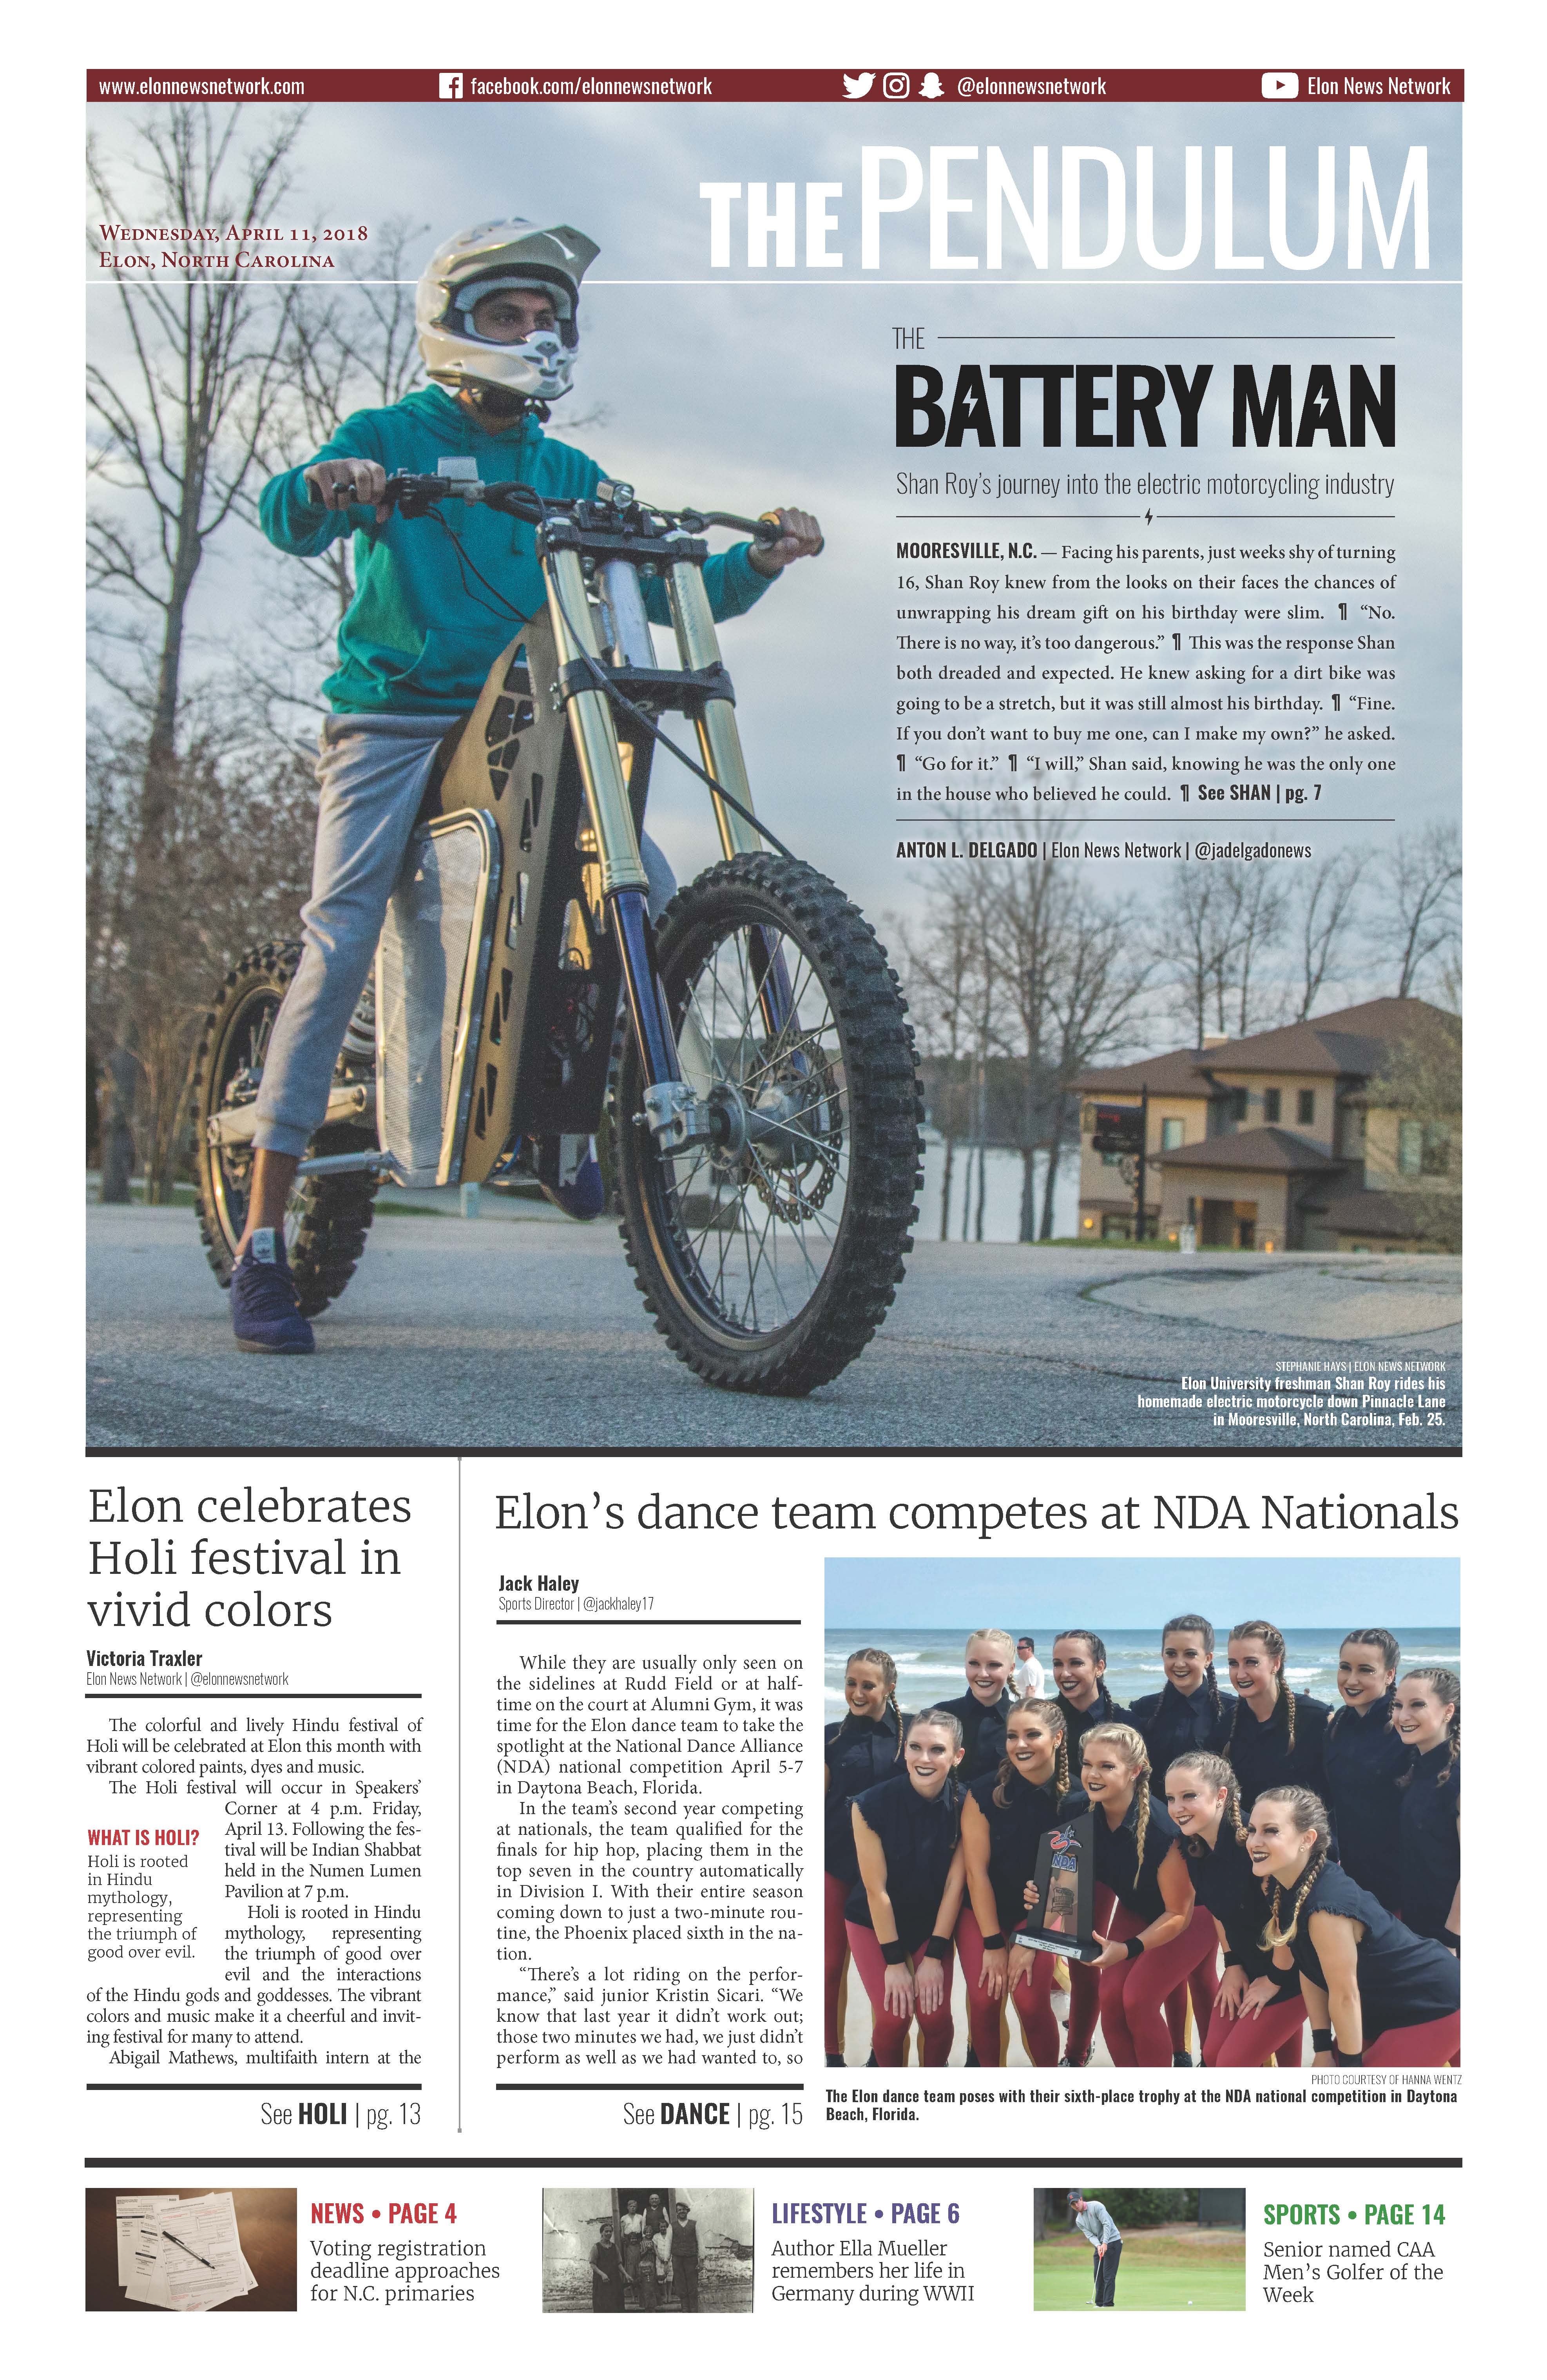 www.elonnewsnetwork.com
facebook.com/elonnewsnetwork
@elonnewsnetwork
Elon News Network
THE PENDULUM
Wednesday, April 11, 2018
Elon, North Carolina
THE
BATTERY MAN
Shan Roy's journey into the electric motorcycling industry
MOORESVILLE, N.C. — Facing his parents, just weeks shy of turning
16, Shan Roy knew from the looks on their faces the chances of
unwrapping his dream gift on his birthday were slim. ¶ “No.
There is no way, it's too dangerous.” ¶ This was the response Shan
both dreaded and expected. He knew asking for a dirt bike was
going to be a stretch, but it was still almost his birthday. ¶ “Fine.
If you don't want to buy me one, can I make my own?” he asked.
¶ “Go for it.” ¶ “I will,” Shan said, knowing he was the only one
in the house who believed he could. ¶ See SHAN | pg. 7
ANTON L. DELGADO | Elon News Network | @jadelgadonews
STEPHANIE HAYS | ELON NEWS NETWORK
Elon University freshman Shan Roy rides his
homemade electric motorcycle down Pinnacle Lane
in Mooresville, North Carolina, Feb. 25.
Elon celebrates
Holi festival in
vivid colors
Victoria Traxler
Elon News Network | @elonnewsnetwork
The colorful and lively Hindu festival of
Holi will be celebrated at Elon this month with
vibrant colored paints, dyes and music.
The Holi festival will occur in Speakers'
Corner at 4 p.m. Friday,
April 13. Following the fes-
tival will be Indian Shabbat
held in the Numen Lumen
Pavilion at 7 p.m.
Holi is rooted in Hindu
mythology, representing
the triumph of good over
evil and the interactions
of the Hindu gods and goddesses. The vibrant
colors and music make it a cheerful and invit-
ing festival for many to attend.
Abigail Mathews, multifaith intern at the
WHAT IS HOLI?
Holi is rooted
in Hindu
mythology,
representing
the triumph of
good over evil.
See HOLI | pg. 13
Elon's dance team competes at NDA Nationals
Jack Haley
Sports Director | @jackhaley17
While they are usually only seen on
the sidelines at Rudd Field or at half-
time on the court at Alumni Gym, it was
time for the Elon dance team to take the
spotlight at the National Dance Alliance
(NDA) national competition April 5-7
in Daytona Beach, Florida.
In the team's second year competing
at nationals, the team qualified for the
finals for hip hop, placing them in the
top seven in the country automatically
in Division I. With their entire season
coming down to just a two-minute rou-
tine, the Phoenix placed sixth in the na-
tion.
“There's a lot riding on the perfor-
mance,” said junior Kristin Sicari. “We
know that last year it didn't work out;
those two minutes we had, we just didn't
perform as well as we had wanted to, so
See DANCE | pg. 15
NDA
PHOTO COURTESY OF HANNA WENTZ
The Elon dance team poses with their sixth-place trophy at the NDA national competition in Daytona
Beach, Florida.
NEWS • PAGE 4
Voting registration
deadline approaches
for N.C. primaries
LIFESTYLE • PAGE 6
Author Ella Mueller
remembers her life in
Germany during WWII
SPORTS • PAGE 14
Senior named CAA
Men's Golfer of the
Week